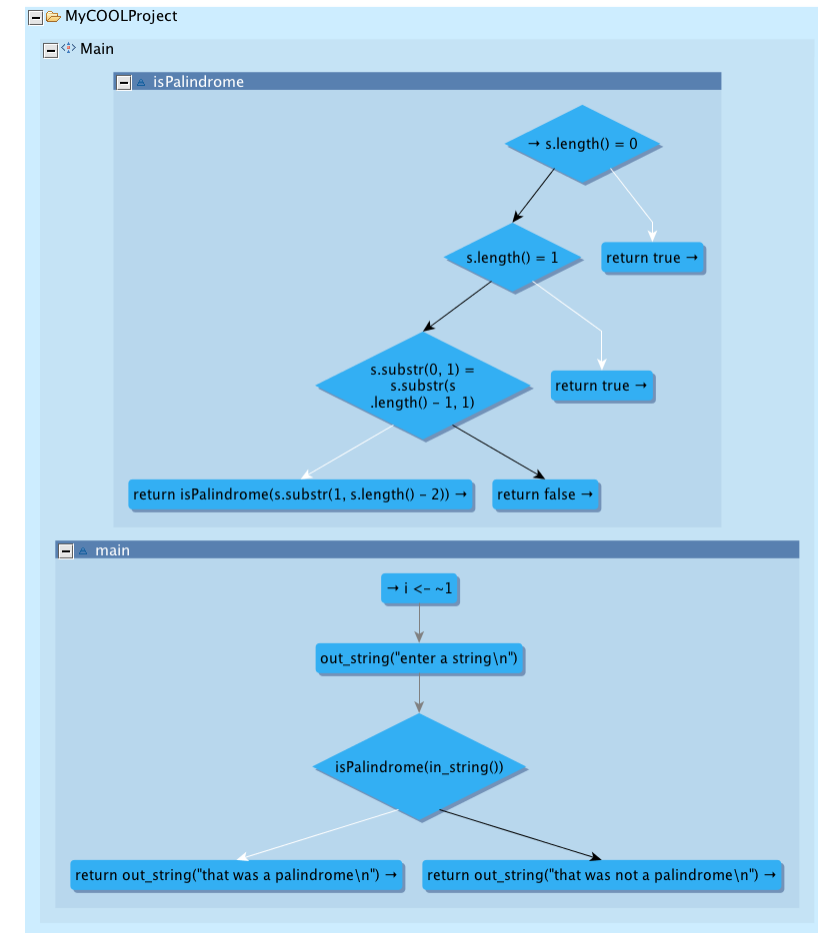 MyCOOLProject
Main
isPalindrome
→ s.length() = 0
s.length() = 1
return true →
s.substr(0, 1) =
s.substr(s
.length() - 1, 1)
return true →
return isPalindrome(s.substr(1, s.length() - 2)) →
return false →
main
→ i <- ~1
out_string("enter a string\n")
isPalindrome(in_string())
return out_string("that was a palindrome\n") →
return out_string("that was not a palindrome\n") →